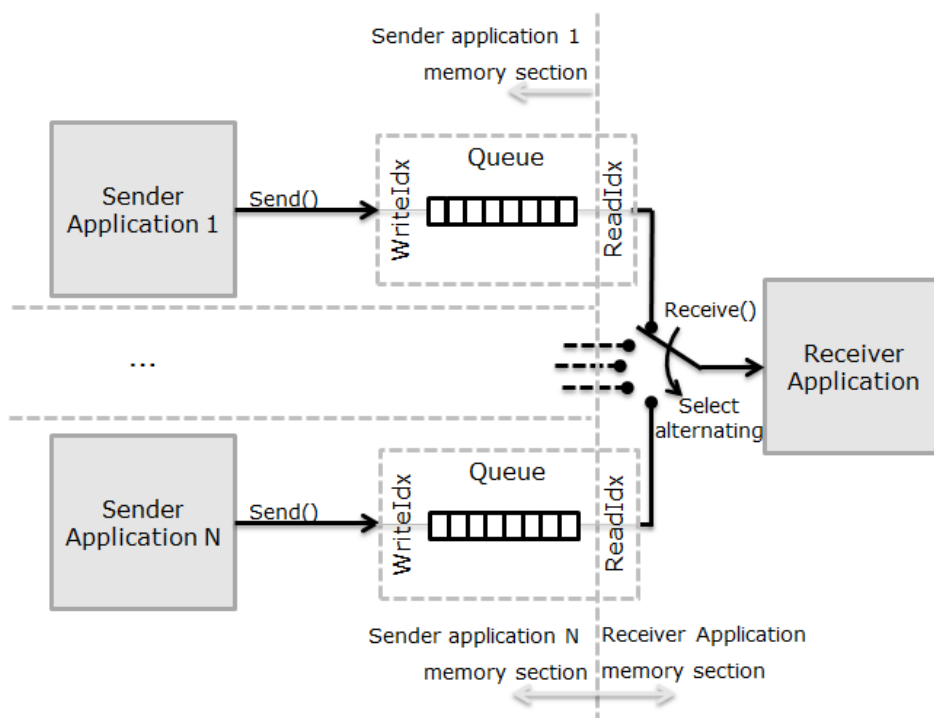 Sender application 1
memory section
Queue
WriteIdx
ReadIdx
Sender
Application 1
Send()
Receive()
...
Receiver
Application
Select
alternating
Queue
WriteIdx
ReadIdx
Sender
Application N
Send()
Sender application N
memory section
Receiver Application
memory section